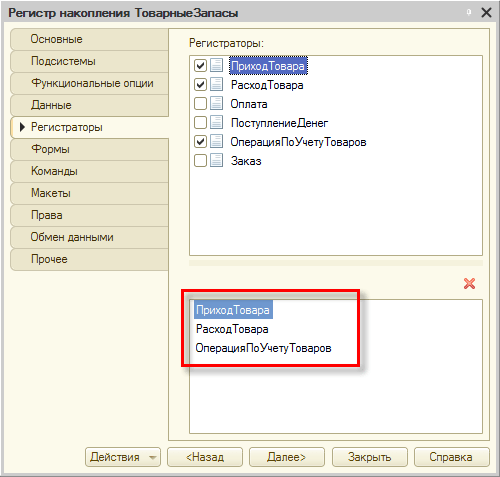 Регистр накопления ТоварныеЗапасы
Основные
Подсистемы
Функциональные опции
Данные
Регистраторы
Формы
Команды
Макеты
Права
Обмен данными
Прочее
Регистраторы:
ПриходТовара
РасходТовара
Оплата
ПоступлениеДенег
ОперацияПоУчетуТоваров
Заказ
ПриходТовара
РасходТовара
ОперацияПоУчетуТоваров
Действия
<Назад
Далее>
Закрыть
Справка